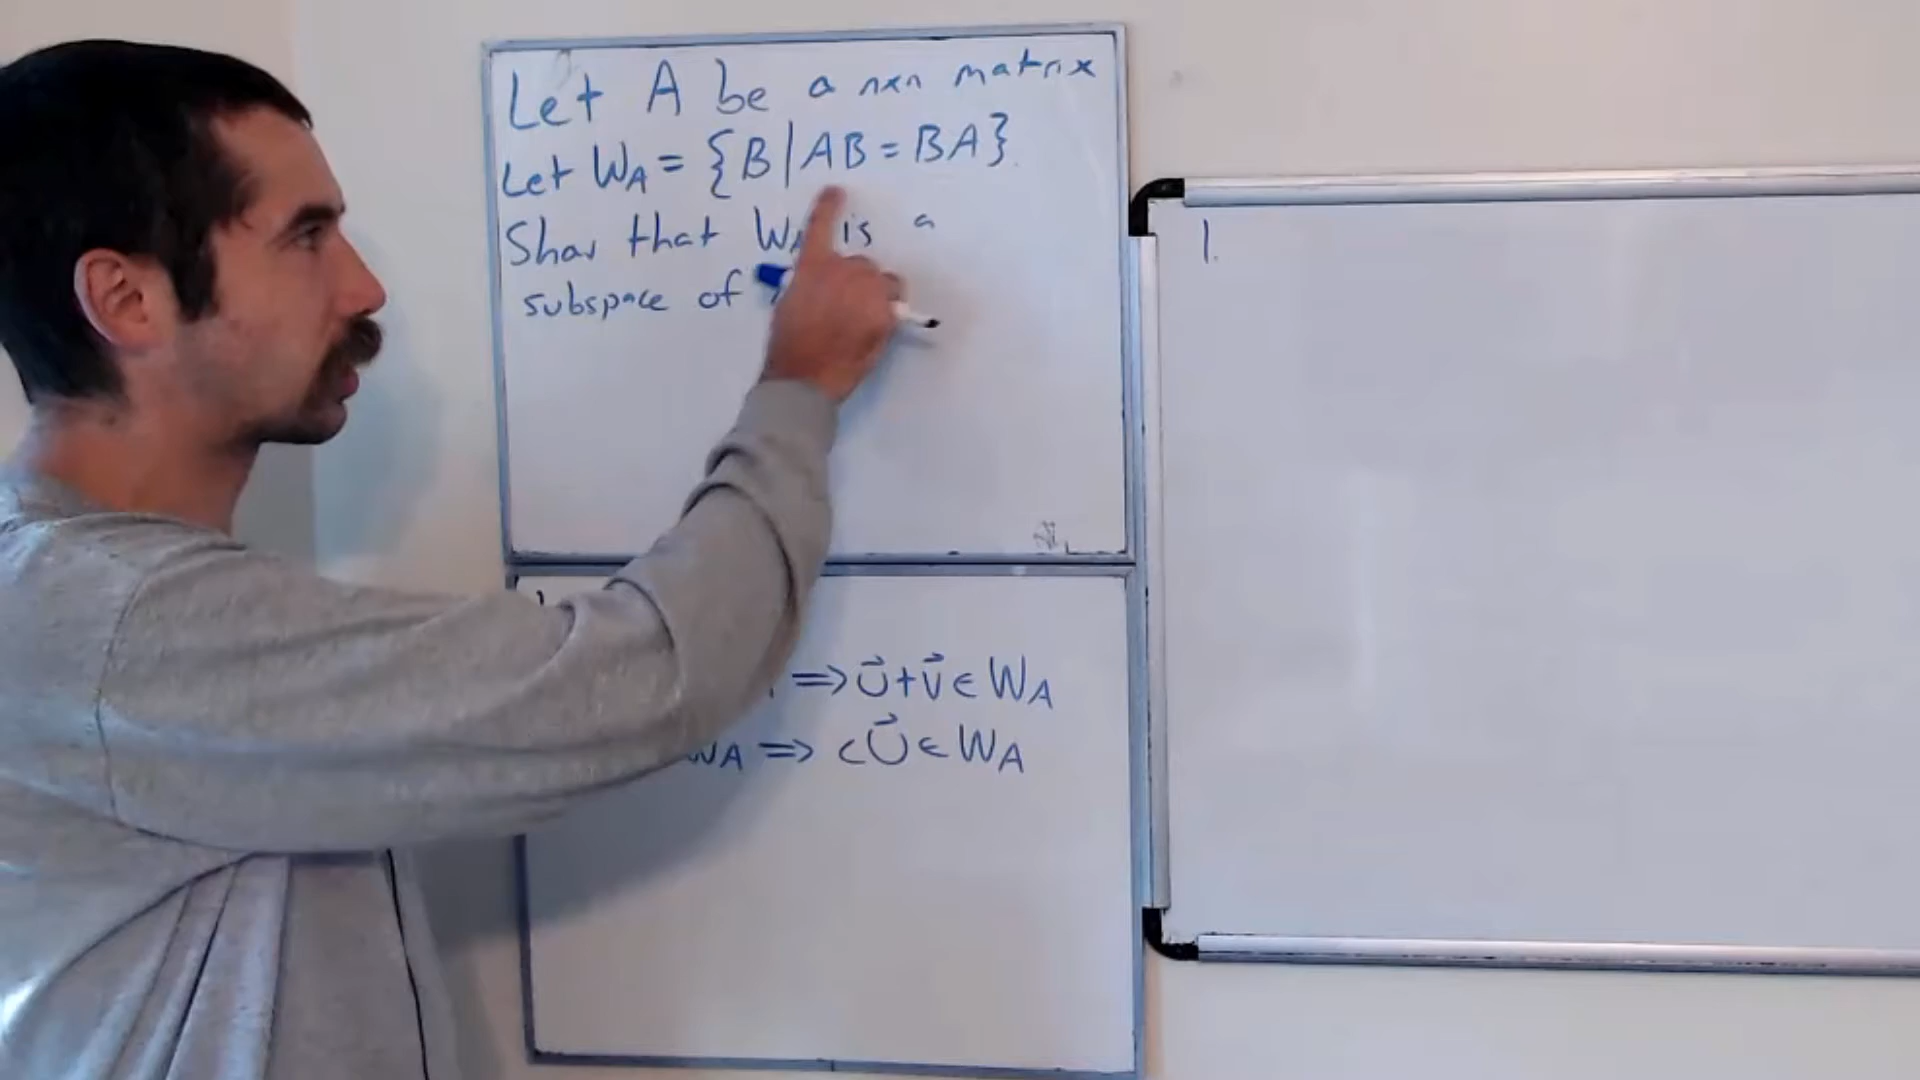 Let A be a nxn matrix
Let W_A = {B | AB = BA}.
Show that W_A is a
subspace of
1.
⇒ u⃗+v⃗ ∈ W_A
W_A ⇒ cu⃗ ∈ W_A
1.